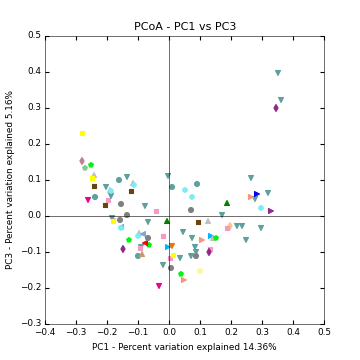 PCoA - PC1 vs PC3
0.5
0.4
0.3
0.2
0.1
0.0
−0.1
−0.2
−0.3
−0.4 −0.3 −0.2 −0.1 0.0 0.1 0.2 0.3 0.4 0.5
PC3 - Percent variation explained 5.16%
PC1 - Percent variation explained 14.36%